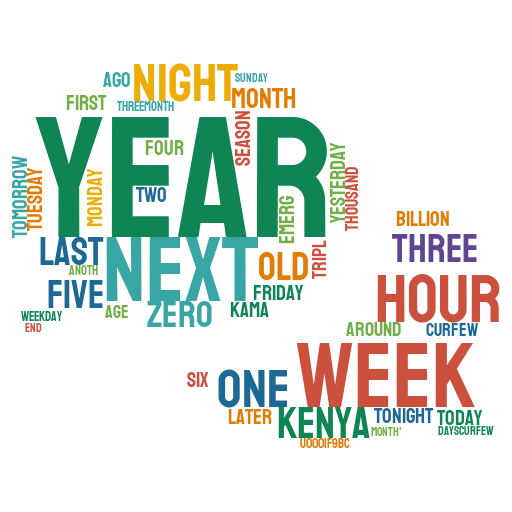 AGO
NIGHT
SUNDAY
FIRST
THREEMONTH
MONTH
YEAR
SEASON
FOUR
TOMORROW
TUESDAY
MONDAY
TWO
YESTERDAY
THOUSAND
EMERG
BILLION
LAST
NEXT
OLD
TRIPL
THREE
ANOTH
FIVE
FRIDAY
HOUR
WEEKDAY
END
AGE
ZERO
KAMA
AROUND
CURFEW
SIX
ONE
WEEK
LATER
KENYA
TONIGHT
TODAY
MONTH'
DAYSCURFEW
U000IF9BC